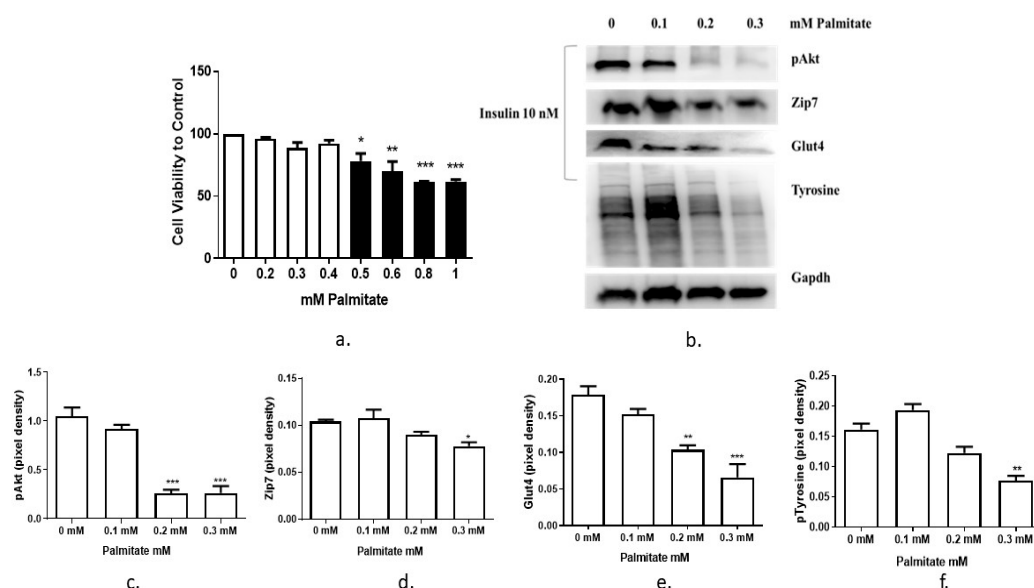 150
100
50
0
Cell Viability to Control
* ** *** ***
0 0.2 0.3 0.4 0.5 0.6 0.8 1
mM Palmitate
a.
0 0.1 0.2 0.3 mM Palmitate
Insulin 10 nM
pAkt
Zip7
Glut4
Tyrosine
Gapdh
b.
1.5
1.0
0.5
0.0
pAkt (pixel density)
*** ***
0 mM 0.1 mM 0.2 mM 0.3 mM
Palmitate mM
c.
0.15
0.10
0.05
0.00
Zip7 (pixel density)
*
0 mM 0.1 mM 0.2 mM 0.3 mM
Palmitate mM
d.
0.20
0.15
0.10
0.05
0.00
Glut4 (pixel density)
** ***
0 mM 0.1 mM 0.2 mM 0.3 mM
Palmitate mM
e.
0.25
0.20
0.15
0.10
0.05
0.00
pTyrosine (pixel density)
**
0 mM 0.1 mM 0.2 mM 0.3 mM
Palmitate mM
f.